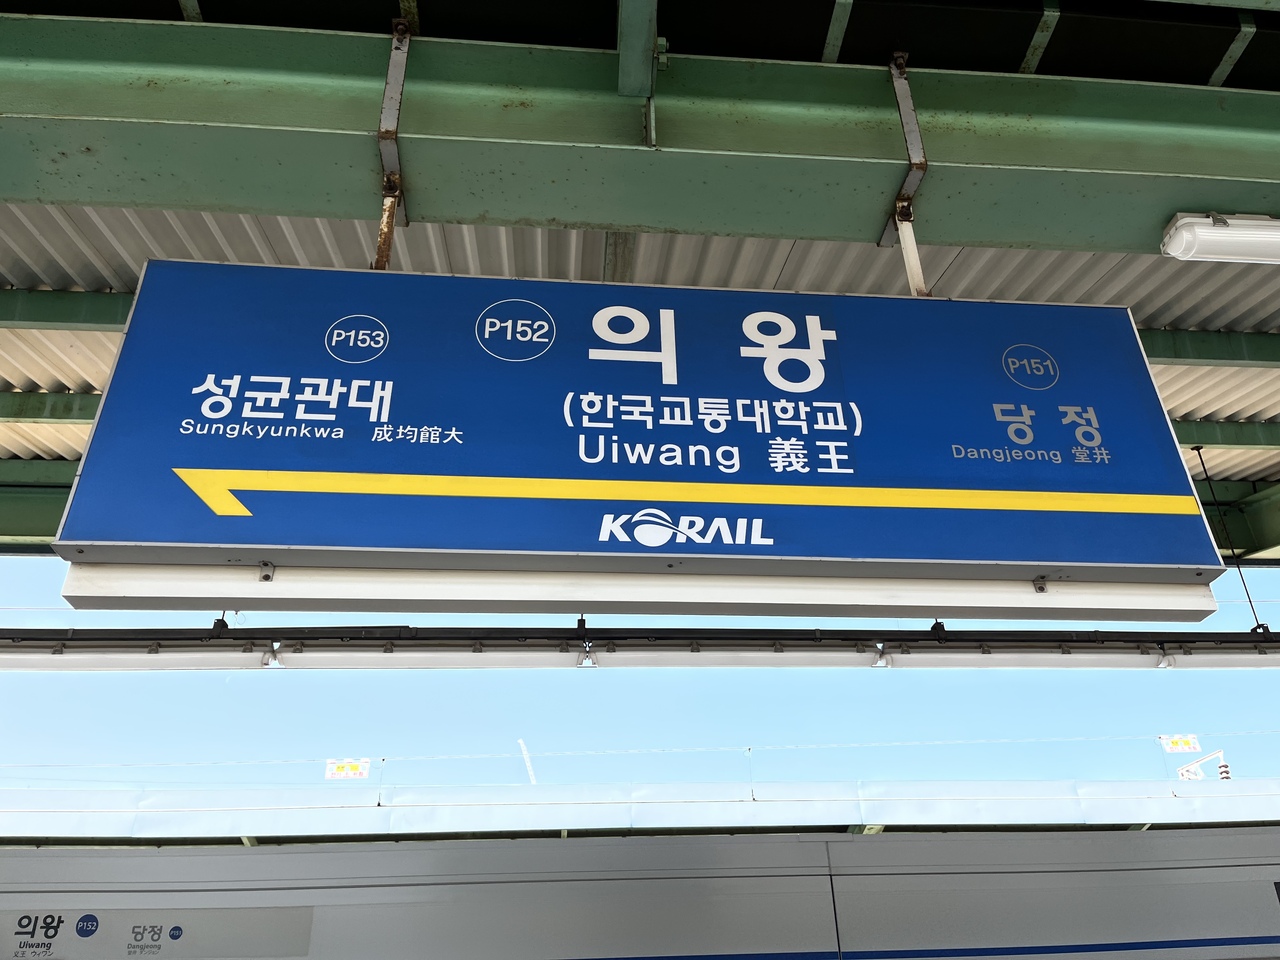 P153
성균관대
Sungkyunkwa 成均館大
P152 의왕
(한국교통대학교)
Uiwang 義王
P151
당정
Dangjeong 堂井
KORAIL
의왕 P152
Uiwang
당정 P151
Dangjeong